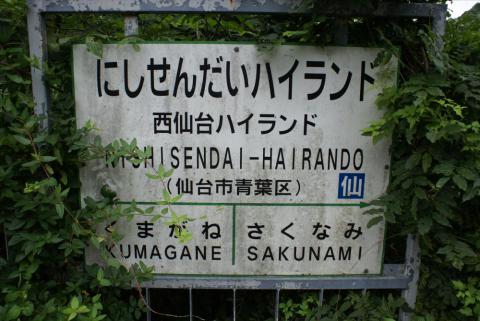 にしせんだいハイランド
西仙台ハイランド
NISHISENDAI-HAIRANDO
(仙台市青葉区)
仙
くまがね さくなみ
KUMAGANE SAKUNAMI